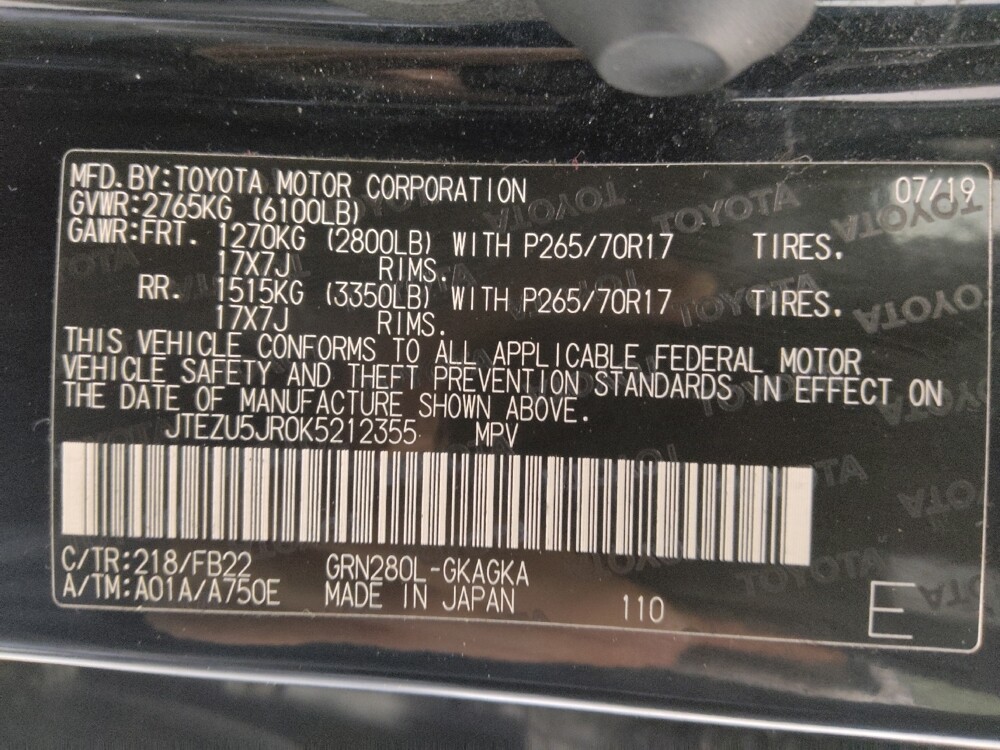 MFD. BY:TOYOTA MOTOR CORPORATION 07/19
GVWR:2765KG (6100LB)
GAWR:FRT. 1270KG (2800LB) WITH P265/70R17 TIRES.
17X7J RIMS.
RR. 1515KG (3350LB) WITH P265/70R17 TIRES.
17X7J RIMS.
THIS VEHICLE CONFORMS TO ALL APPLICABLE FEDERAL MOTOR
VEHICLE SAFETY AND THEFT PREVENTION STANDARDS IN EFFECT ON
THE DATE OF MANUFACTURE SHOWN ABOVE.
JTEZU5JR0K5212355 MPV
C/TR:218/FB22 GRN280L-GKAGKA
A/TM:A01A/A750E MADE IN JAPAN 110 E